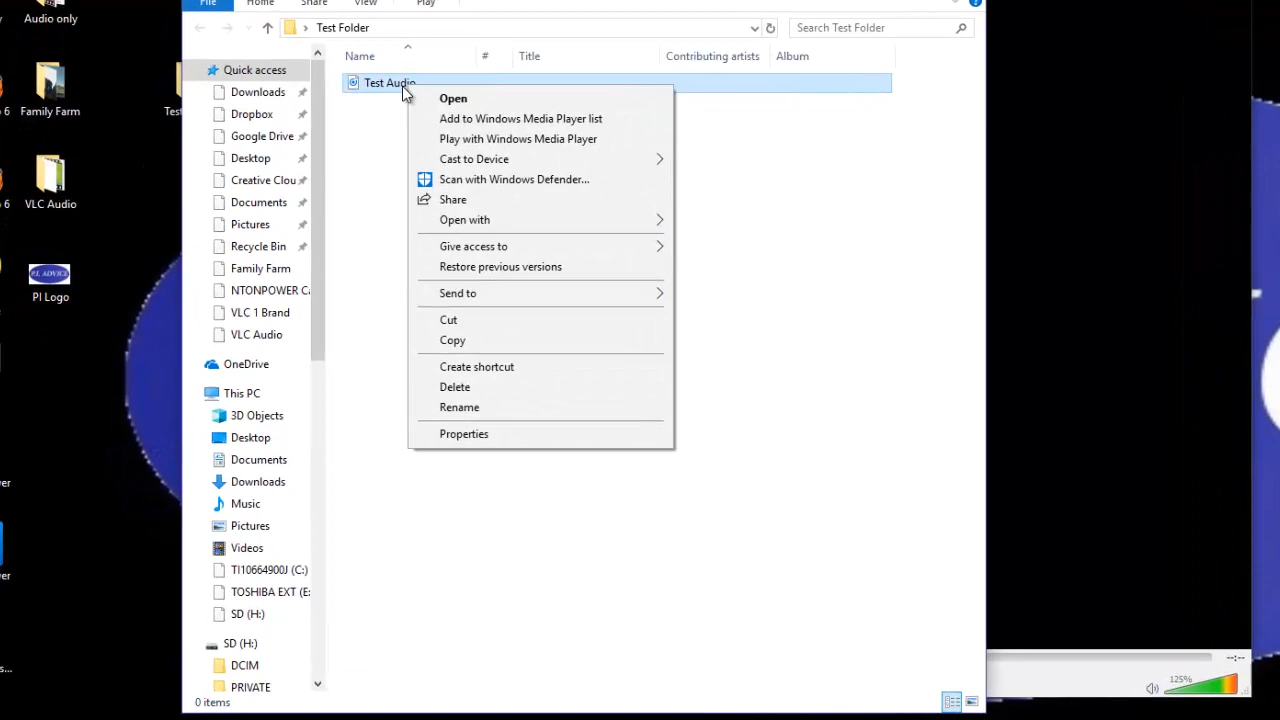 Audio only
Family Farm
VLC Audio
P.I. ADVICE
PI Logo
File Home Share View Play
Test Folder
Search Test Folder
Name # Title Contributing artists Album
Test Audio
Quick access
Downloads
Dropbox
Google Drive
Desktop
Creative Clou
Documents
Pictures
Recycle Bin
Family Farm
NTONPOWER Ca
VLC 1 Brand
VLC Audio
OneDrive
This PC
3D Objects
Desktop
Documents
Downloads
Music
Pictures
Videos
TI10664900J (C:)
TOSHIBA EXT (E:
SD (H:)
SD (H:)
DCIM
PRIVATE
0 items
Open
Add to Windows Media Player list
Play with Windows Media Player
Cast to Device
Scan with Windows Defender...
Share
Open with
Give access to
Restore previous versions
Send to
Cut
Copy
Create shortcut
Delete
Rename
Properties
--:--
125%